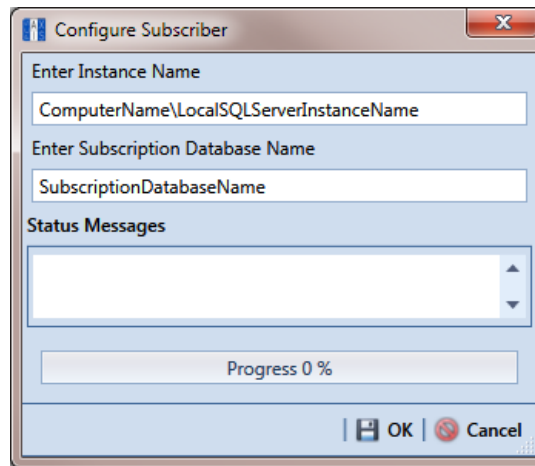 Configure Subscriber
Enter Instance Name
ComputerName\LocalSQLServerInstanceName
Enter Subscription Database Name
SubscriptionDatabaseName
Status Messages
Progress 0 %
OK
Cancel